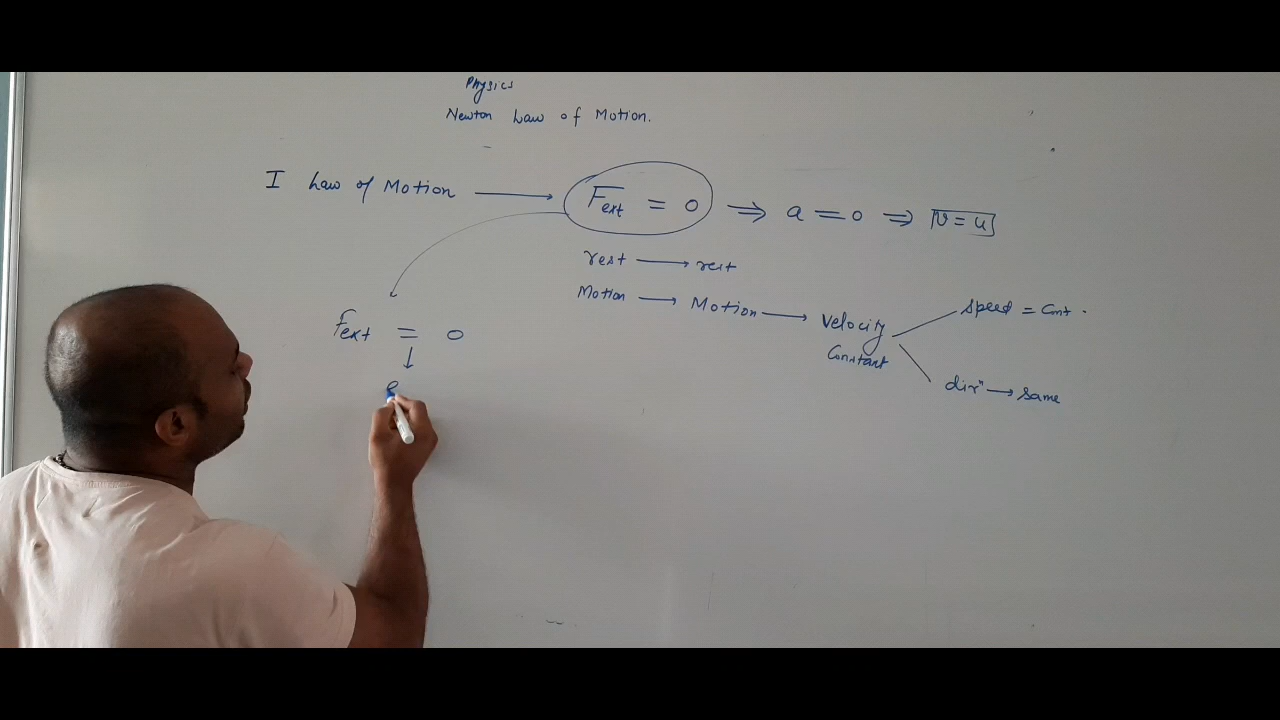 Physics
Newton Law of Motion.
I Law of Motion ⟶ Fext = 0 ⟹ a = 0 ⟹ v = u
rest ⟶ rest
Motion ⟶ Motion ⟶ Velocity Constant
speed = Cont.
dirⁿ ⟶ same
Fext = 0
↓
e